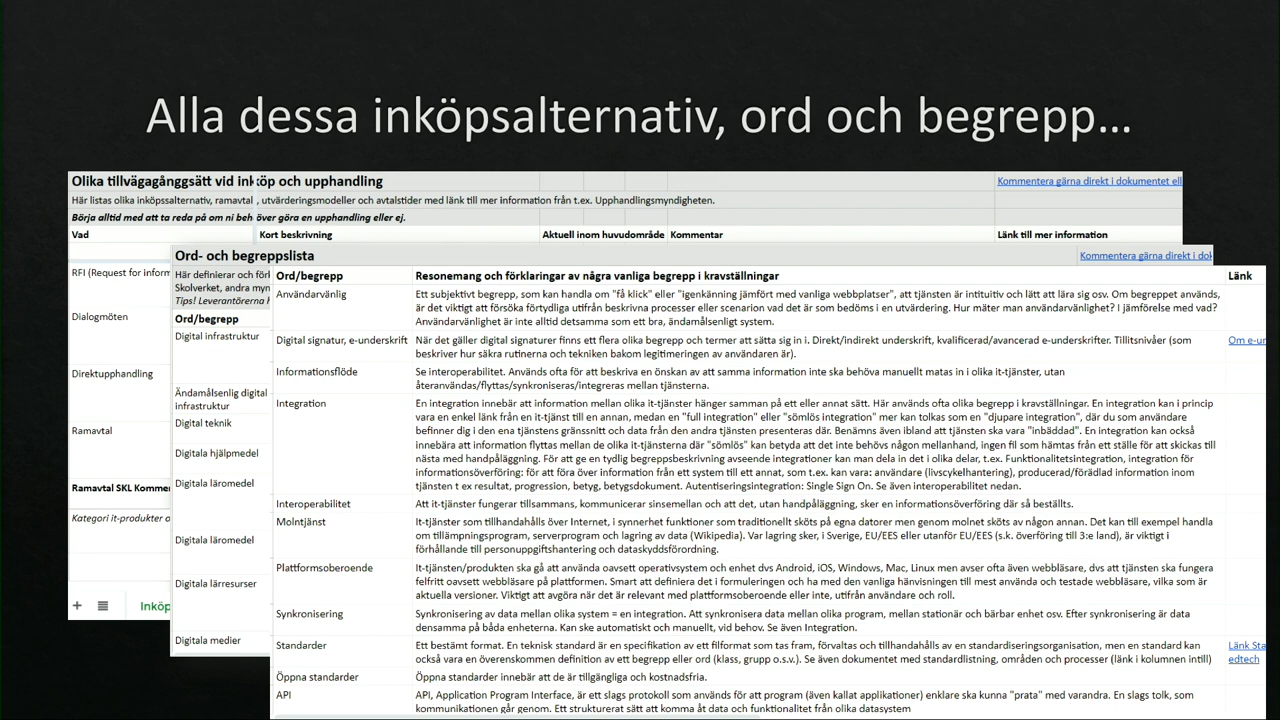 Alla dessa inköpsalternativ, ord och begrepp…
Olika tillvägagånggsätt vid inköp och upphandling
Kommentera gärna direkt i dokumentet ell
Här listas olika inköpssalternativ, ramavtal, utvärderingsmodeller och avtalstider med länk till mer information från t.ex. Upphandlingsmyndigheten.
Börja alltid med att ta reda på om ni behöver göra en upphandling eller ej.
Vad Kort beskrivning Aktuell inom huvudområde Kommentar Länk till mer information
RFI (Request for inform
Dialogmöten
Direktupphandling
Ramavtal
Ramavtal SKL Komme
Kategori it-produkter o
Inköp
Ord- och begreppslista
Kommentera gärna direkt i do
Här definierar och förl
Skolverket, andra myn
Tips! Leverantörerna
Ord/begrepp
Digital infrastruktur
Ändamålsenlig digital
infrastruktur
Digital teknik
Digital hjälpmedel
Digital läromedel
Digital läromedel
Digitala lärresurser
Digitala medier
Ord/begrepp Resonemang och förklaringar av några vanliga begrepp i kravställningar Länk
Användarvänlig Ett subjektivt begrepp, som kan handla om "få klick" eller "igenkänning jämfört med vanliga webbplatser", att tjänsten är intituitiv och lätt att lära sig osv. Om begreppet används,
är det viktigt att försöka förtydliga utifrån beskrivna processer eller scenarion vad det är som bedöms i en utvärdering. Hur mäter man användarvänlighet? I jämförelse med vad?
Användarvänlighet är inte alltid detsamma som ett bra, ändamålsenligt system.
Digital signatur, e-underskrift När det gäller digital signaturer finns ett flera olika begrepp och termer att sätta sig in i. Direkt/indirekt underskrift, kvalificerad/avancerad e-underskrifter. Tillitsnivåer (som Om e-un
beskriver hur säkra rutinerna och tekniken bakom legitimeringen av användaren är).
Informationsflöde Se interoperabilitet. Används ofta för att beskriva en önskan av att samma information inte ska behöva manuellt matas in i olika it-tjänster, utan
återanvändas/flyttas/synkroniseras/integreras mellan tjänsterna.
Integration En integration innebär att information mellan olika it-tjänster hänger samman på ett eller annat sätt. Här används ofta olika begrepp i kravställningar. En integration kan i princip
vara en enkel länk från en it-tjänst till en annan, medan en "full integration" eller "sömlös integration" mer kan tolkas som en "djupare integration", där du som användare
befinner dig i den ena tjänstens gränssnitt och data från den andra tjänsten presenteras där. Benämns även ibland att tjänsten ska vara "inbäddad". En integration kan också
innebära att information flyttas mellan de olika it-tjänsterna där "sömlös" kan betyda att det inte behövs någon mellanhand, ingen fil som hämtas från ett ställe för att skickas till
nästa med handpåläggning. För att ge en tydlig begreppsbeskrivning avseende integrationer kan man dela in det i olika delar, t.ex. Funktionalitetsintegration, integration för
informationsöverföring: för att föra över information från ett system till ett annat, som t.ex. kan vara: användare (livscykelhantering), producerad/förädlad information inom
tjänsten t ex resultat, progression, betyg, betygsdokument. Autentiseringsintegration: Single Sign On. Se även interoperabilitet nedan.
Interoperabilitet Att it-tjänster fungerar tillsammans, kommunicerar sinsemellan och att det, utan handpåläggning, sker en informationsöverföring där så beställts.
Molntjänst It-tjänster som tillhandahålls över Internet, i synnerhet funktioner som traditionellt sköts på egna datorer men genom molnet sköts av någon annan. Det kan till exempel handla
om tillämpningsprogram, serverprogram och lagring av data (Wikipedia). Var lagring sker, i Sverige, EU/EES eller utanför EU/EES (s.k. överföring till 3:e land), är viktigt i
förhållande till personuppgiftshantering och dataskyddsförordning.
Plattformsoberoende It-tjänsten/produkten ska gå att använda oavsett operativsystem och enhet dvs Android, iOS, Windows, Mac, Linux men avser ofta även webbläsare, dvs att tjänsten ska fungera
felfritt oavsett webbläsare på plattformen. Smart att definiera det i formuleringen och ha med den vanliga hänvisningen till mest använda och testade webbläsare, vilka som är
aktuella versioner. Viktigt att avgöra när det är relevant med plattformsoberoende eller inte, utifrån användare och roll.
Synkronisering Synkronisering av data mellan olika system = en integration. Att synkronisera data mellan olika program, mellan stationär och bärbar enhet osv. Efter synkronisering är data
densamma på båda enheterna. Kan ske automatiskt och manuellt, vid behov. Se även Integration.
Standarder Ett bestämt format. En teknisk standard är en specifikation av ett filformat som tas fram, förvaltas och tillhandahålls av en standardiseringsorganisation, men en standard kan Länk Sta
också vara en överenskommen definition av ett begrepp eller ord (klass, grupp o.s.v.). Se även dokumentet med standardlistning, områden och processer (länk i kolumnen intill) edtech
Öppna standarder Öppna standarder innebär att de är tillgängliga och kostnadsfria.
API API, Application Program Interface, är ett slags protokoll som används för att program (även kallat applikationer) enklare ska kunna "prata" med varandra. En slags tolk, som
kommunikationen går genom. Ett strukturerat sätt att komma åt data och funktionalitet från olika datasystem